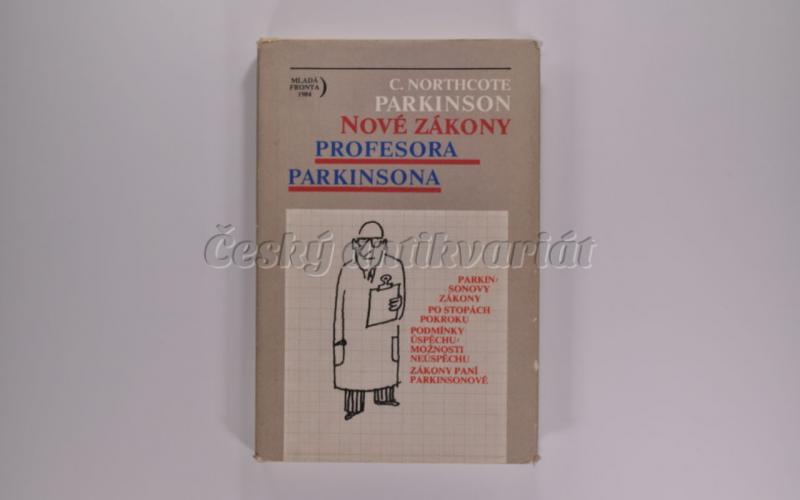 MLADÁ
FRONTA
1984
C. NORTHCOTE
PARKINSON
NOVÉ ZÁKONY
PROFESORA
PARKINSONA
Český antikvariát
PARKIN/
SONOVY
ZÁKONY
PO STOPÁCH
POKROKU
PODMÍNKY
ÚSPĚCHU/
MOŽNOSTI
NEÚSPĚCHU
ZÁKONY PANÍ
PARKINSONOVÉ